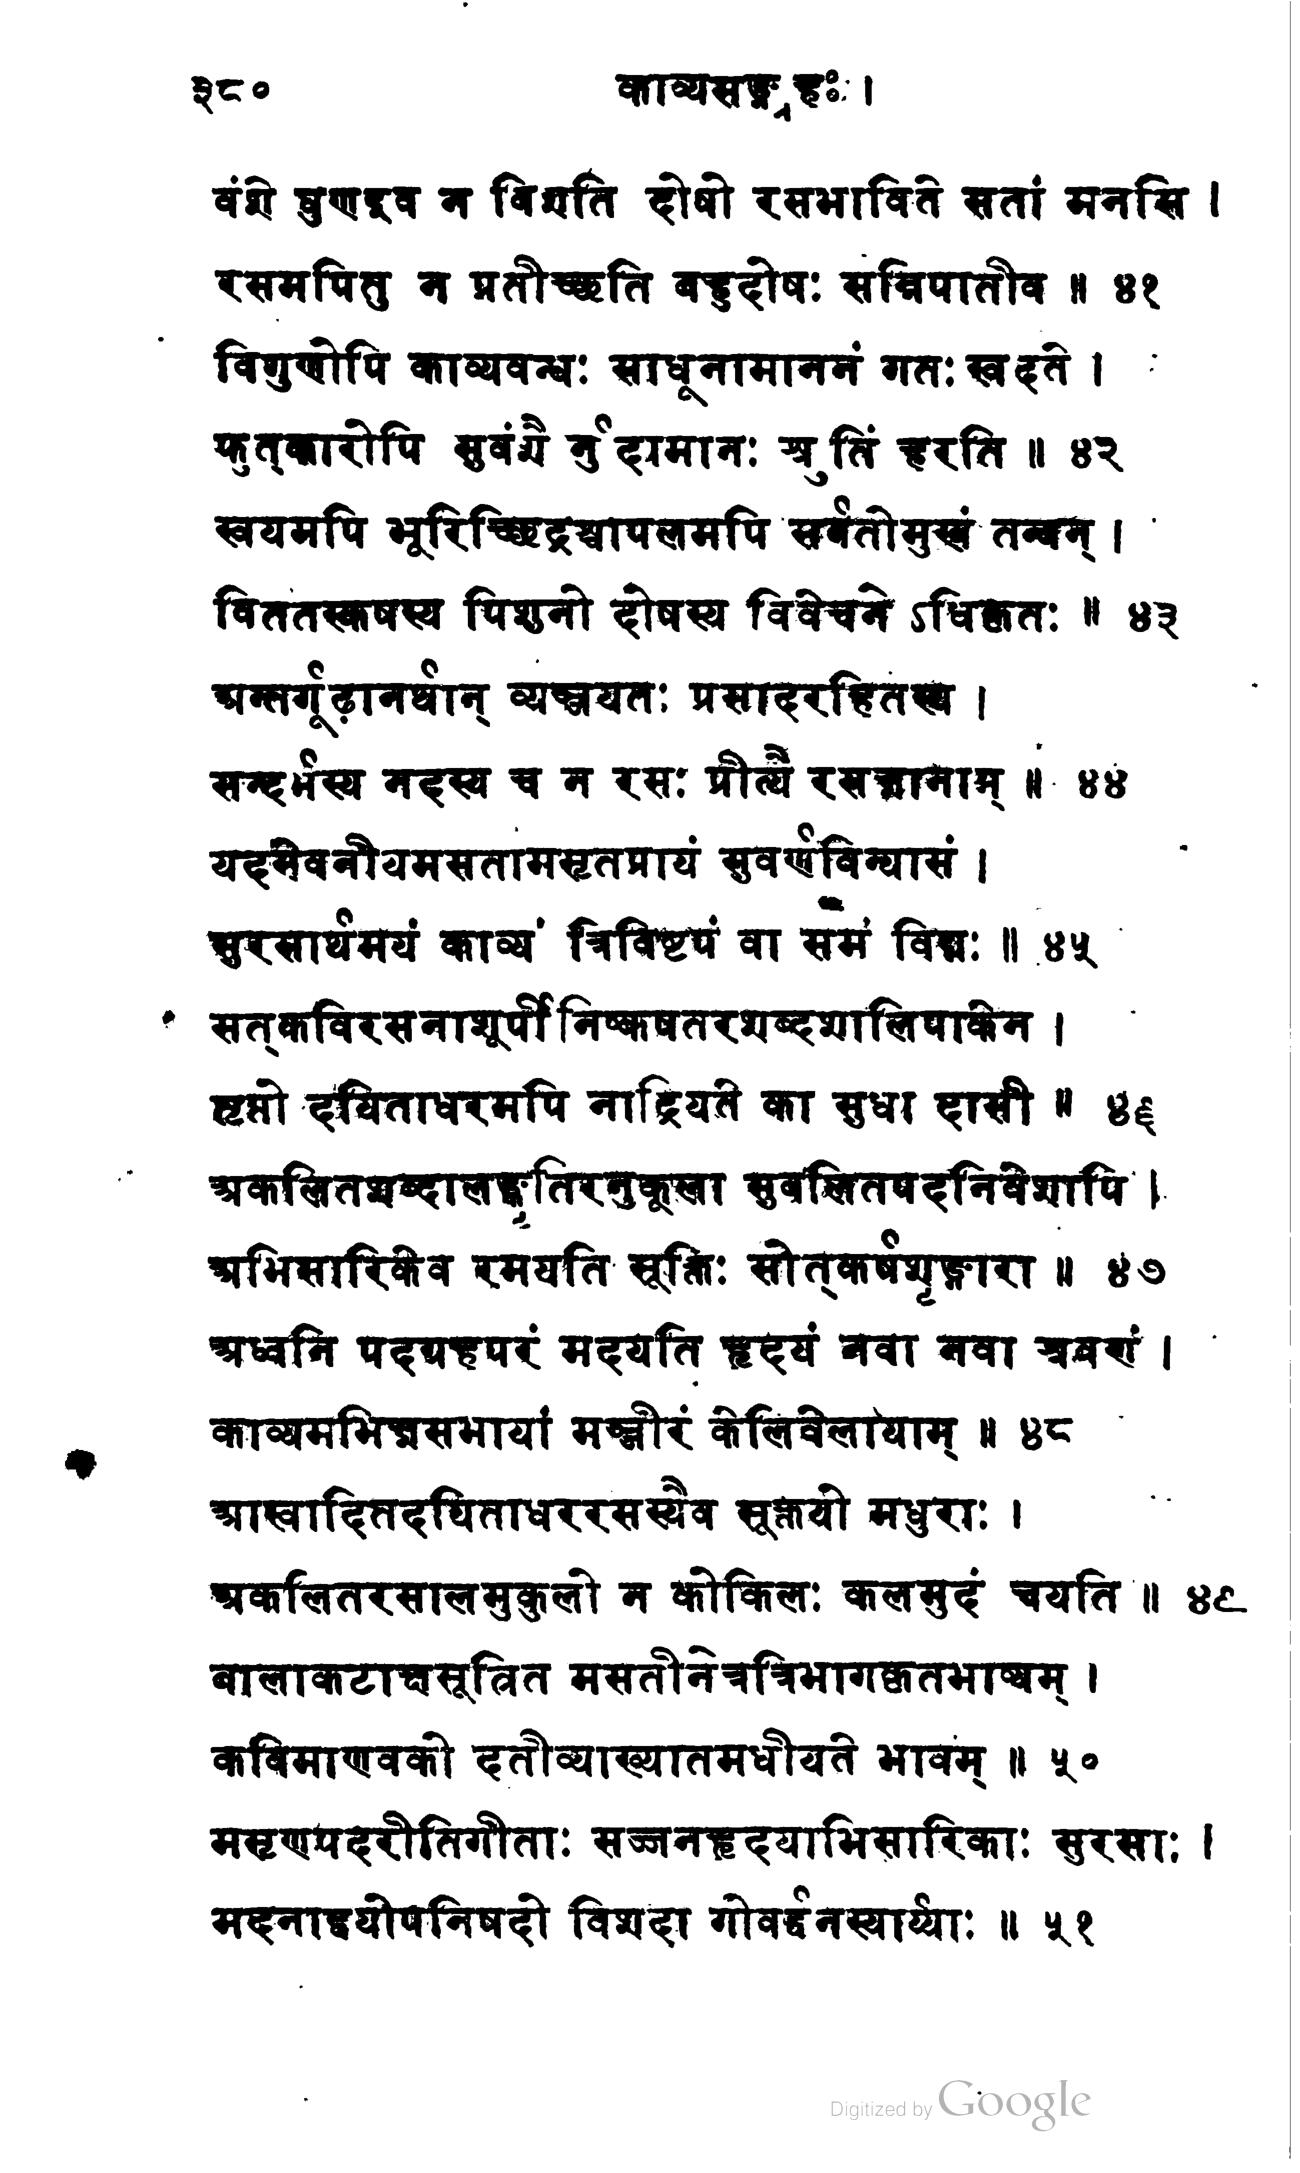 ३८० काव्यसङ्ग्रहः ।
वंशे घुणइव न विशति दोषो रसभाविते सतां मनसि ।
रसमपितु न प्रतीच्छति बहुदोषः सन्निपातीव ॥ ४१
विगुणोपि काव्यबन्धः साधूनामाननं गतः स्वदते ।
फुत्कारोपि सुवंशै र्नुद्यमानः श्रुतिं हरति ॥ ४२
स्वयमपि भूरिच्छिद्रश्चापलमपि सर्वतोमुखं तन्वन् ।
विततस्कषस्य पिशुनो दोषस्य विवेचने ऽधिकृतः ॥ ४३
अन्तर्गूढ़ानर्थान् व्यञ्जयतः प्रसादरहितस्य ।
सन्दर्भस्य नदस्य च न रसः प्रीत्यै रसज्ञानाम् ॥ ४४
यदसेवनीयमसतामसृतप्रायं सुवर्णविन्यासं ।
सुरसार्थमयं काव्यं त्रिविष्टपं वा समं विद्मः ॥ ४५
सत्कविरसनाशूर्पीनिष्कषतरशब्दशालिपाकेन ।
तृप्तो दयिताधरमपि नाद्रियते का सुधा दासी ॥ ४६
अकलितशब्दालङ्कृतिरनुकूला सुवलितपदनिवेशापि ।
अभिसारिकेव रमयति सूक्तिः सोत्कर्षशृङ्गारा ॥ ४७
अध्वनि पदग्रहपरं मदयति हृदयं नवा नवा श्रवणं ।
काव्यमभिज्ञसभायां मञ्जीरं केलिवेलायाम् ॥ ४८
आस्वादितदयिताधररसस्यैव सूक्तयो मधुराः ।
अकलितरसालमुकुलो न कोकिलः कलमुदं चयति ॥ ४९
बालाकटाक्षसूत्रित मसतीनेत्रत्रिभागकृतभाष्यम् ।
कविमाणवको दतीव्याख्यातमधीयते भावम् ॥ ५०
मसृणपदरीतिगीताः सज्जनहृदयाभिसारिकाः सुरसाः ।
मदनाद्वयोपनिषदो विशदा गोवर्द्धनस्यार्य्याः ॥ ५१
Digitized by Google